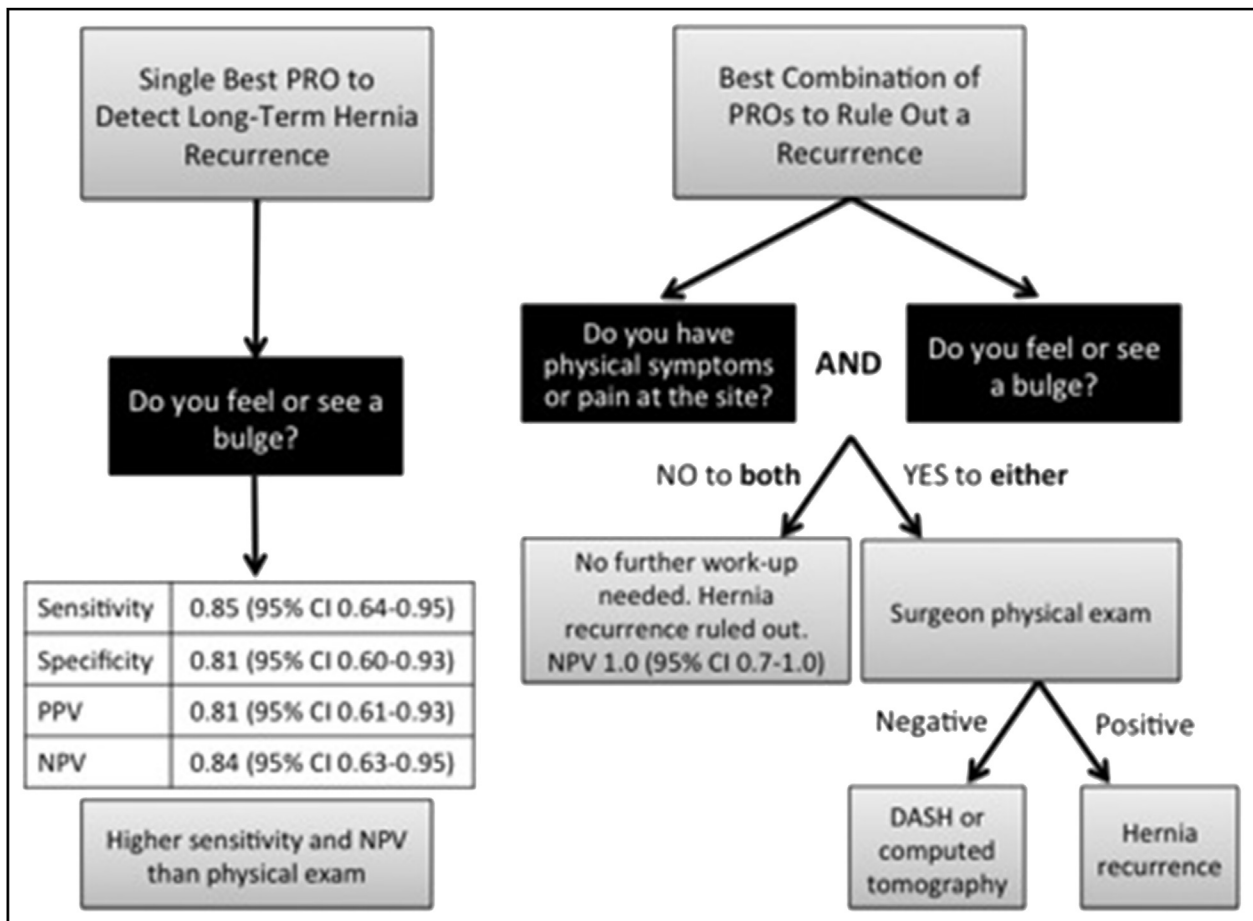 Single Best PRO to
Detect Long-Term Hernia
Recurrence
Do you feel or see a
bulge?
Sensitivity 0.85 (95% CI 0.64-0.95)
Specificity 0.81 (95% CI 0.60-0.93)
PPV 0.81 (95% CI 0.61-0.93)
NPV 0.84 (95% CI 0.63-0.95)
Higher sensitivity and NPV
than physical exam
Best Combination of
PROs to Rule Out a
Recurrence
Do you have
physical symptoms
or pain at the site?
AND
Do you feel or see
a bulge?
NO to both
YES to either
No further work-up
needed. Hernia
recurrence ruled out.
NPV 1.0 (95% CI 0.7-1.0)
Surgeon physical exam
Negative
Positive
DASH or
computed
tomography
Hernia
recurrence